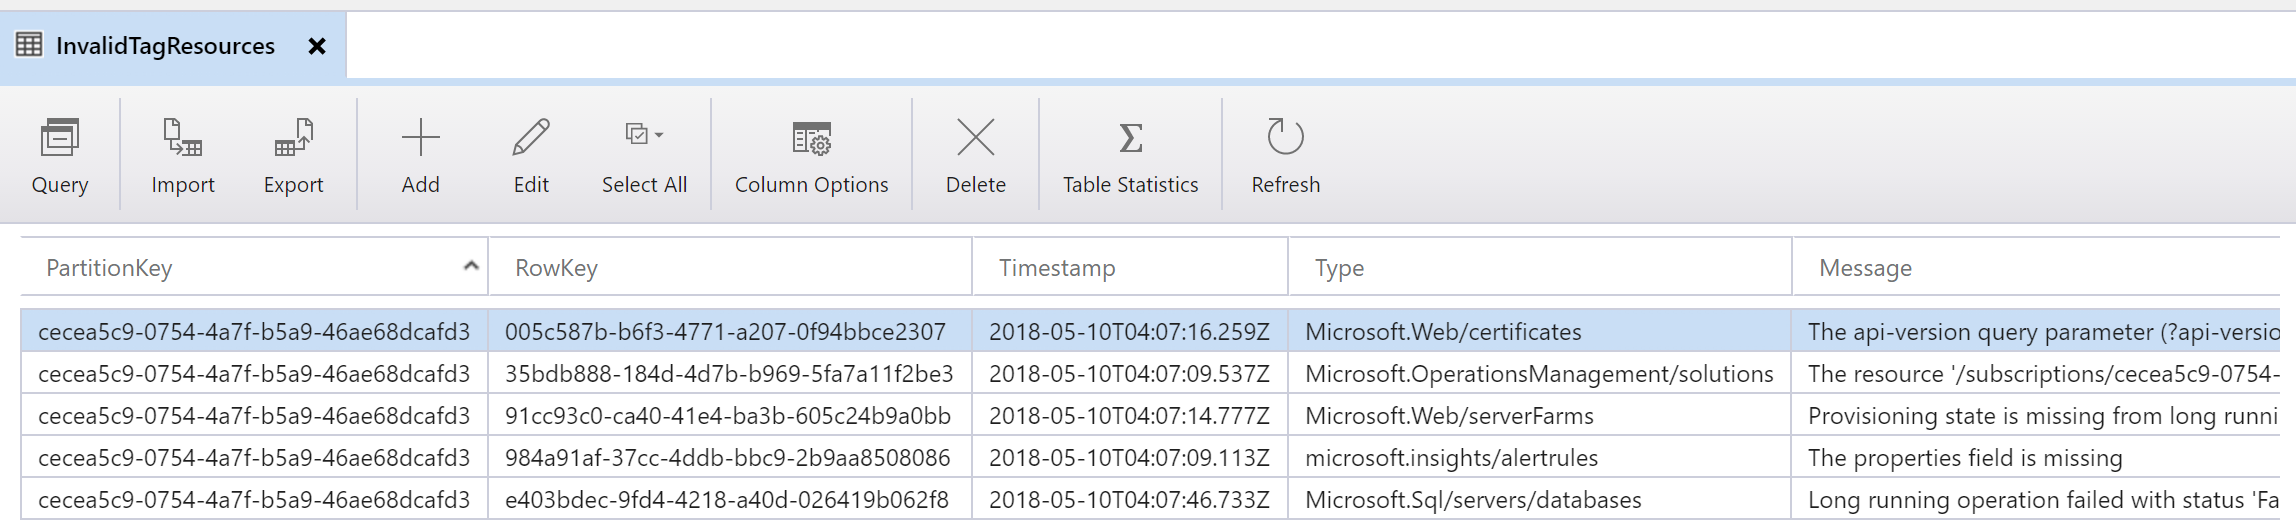 InvalidTagResources
Query Import Export Add Edit Select All Column Options Delete Table Statistics Refresh
PartitionKey RowKey Timestamp Type Message
cecea5c9-0754-4a7f-b5a9-46ae68dcafd3 005c587b-b6f3-4771-a207-0f94bbce2307 2018-05-10T04:07:16.259Z Microsoft.Web/certificates The api-version query parameter (?api-versio
cecea5c9-0754-4a7f-b5a9-46ae68dcafd3 35bdb888-184d-4d7b-b969-5fa7a11f2be3 2018-05-10T04:07:09.537Z Microsoft.OperationsManagement/solutions The resource '/subscriptions/cecea5c9-0754-
cecea5c9-0754-4a7f-b5a9-46ae68dcafd3 91cc93c0-ca40-41e4-ba3b-605c24b9a0bb 2018-05-10T04:07:14.777Z Microsoft.Web/serverFarms Provisioning state is missing from long runni
cecea5c9-0754-4a7f-b5a9-46ae68dcafd3 984a91af-37cc-4ddb-bbc9-2b9aa8508086 2018-05-10T04:07:09.113Z microsoft.insights/alertrules The properties field is missing
cecea5c9-0754-4a7f-b5a9-46ae68dcafd3 e403bdec-9fd4-4218-a40d-026419b062f8 2018-05-10T04:07:46.733Z Microsoft.Sql/servers/databases Long running operation failed with status 'Fa